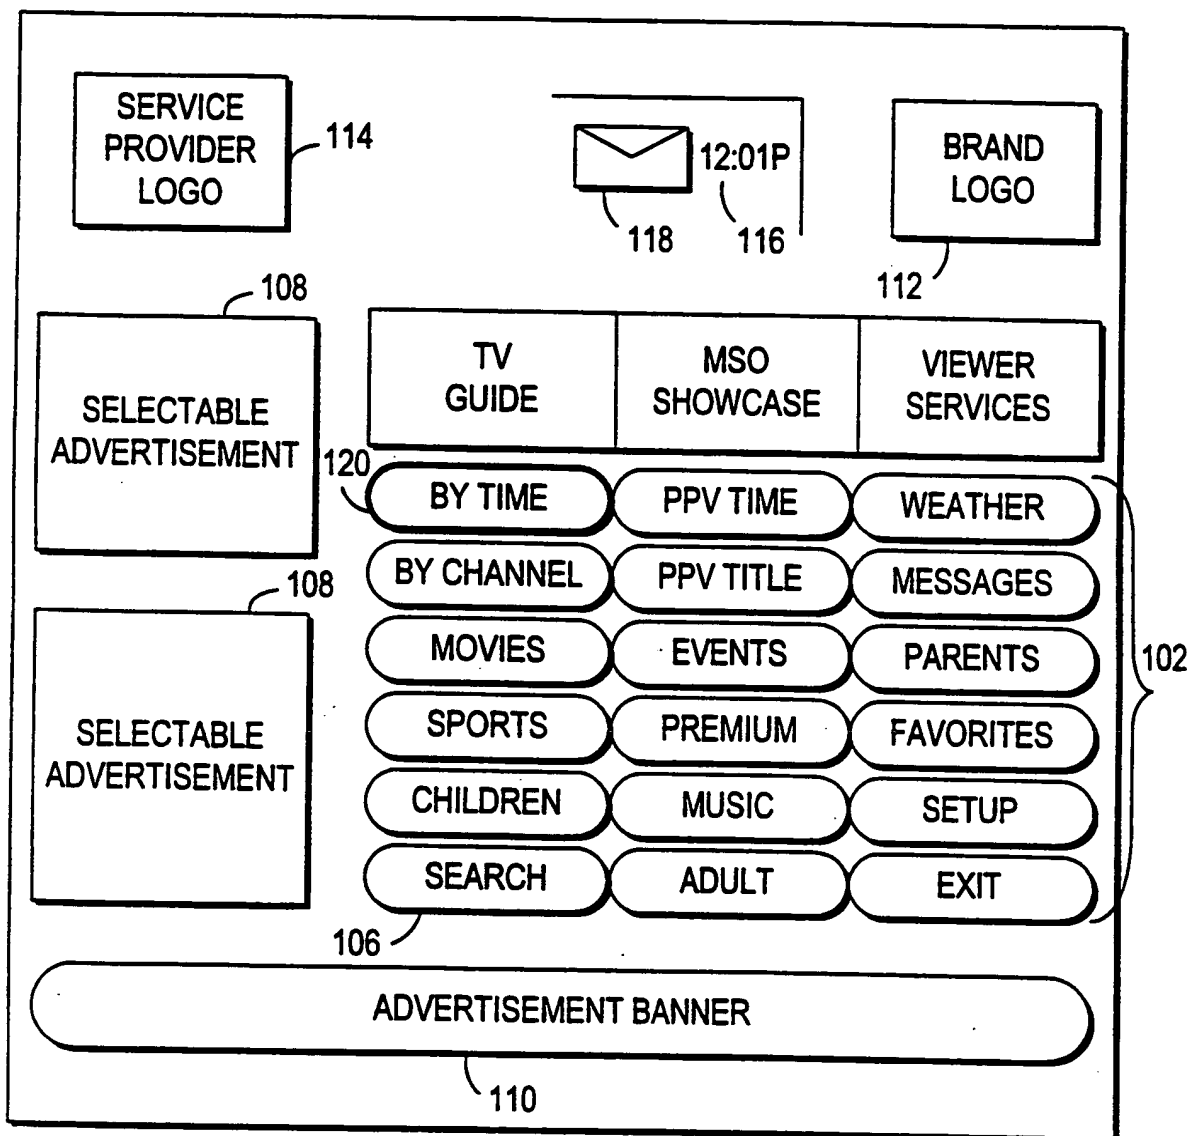 SERVICE
PROVIDER
LOGO
114
12:01P
118
116
BRAND
LOGO
112
108
SELECTABLE
ADVERTISEMENT
108
SELECTABLE
ADVERTISEMENT
TV
GUIDE
MSO
SHOWCASE
VIEWER
SERVICES
120
BY TIME PPV TIME WEATHER
BY CHANNEL PPV TITLE MESSAGES
MOVIES EVENTS PARENTS
102
SPORTS PREMIUM FAVORITES
CHILDREN MUSIC SETUP
SEARCH ADULT EXIT
106
ADVERTISEMENT BANNER
110